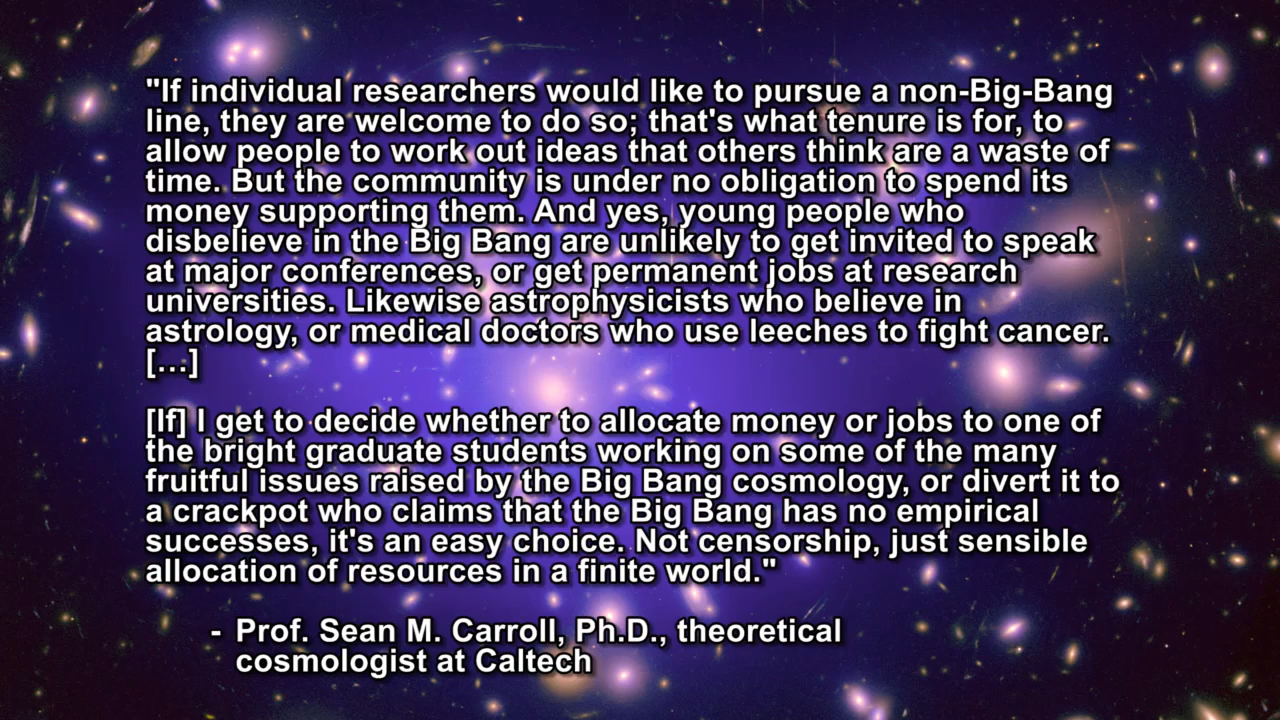 "If individual researchers would like to pursue a non-Big-Bang
line, they are welcome to do so; that's what tenure is for, to
allow people to work out ideas that others think are a waste of
time. But the community is under no obligation to spend its
money supporting them. And yes, young people who
disbelieve in the Big Bang are unlikely to get invited to speak
at major conferences, or get permanent jobs at research
universities. Likewise astrophysicists who believe in
astrology, or medical doctors who use leeches to fight cancer.
[…]
[If] I get to decide whether to allocate money or jobs to one of
the bright graduate students working on some of the many
fruitful issues raised by the Big Bang cosmology, or divert it to
a crackpot who claims that the Big Bang has no empirical
successes, it's an easy choice. Not censorship, just sensible
allocation of resources in a finite world."
- Prof. Sean M. Carroll, Ph.D., theoretical
cosmologist at Caltech